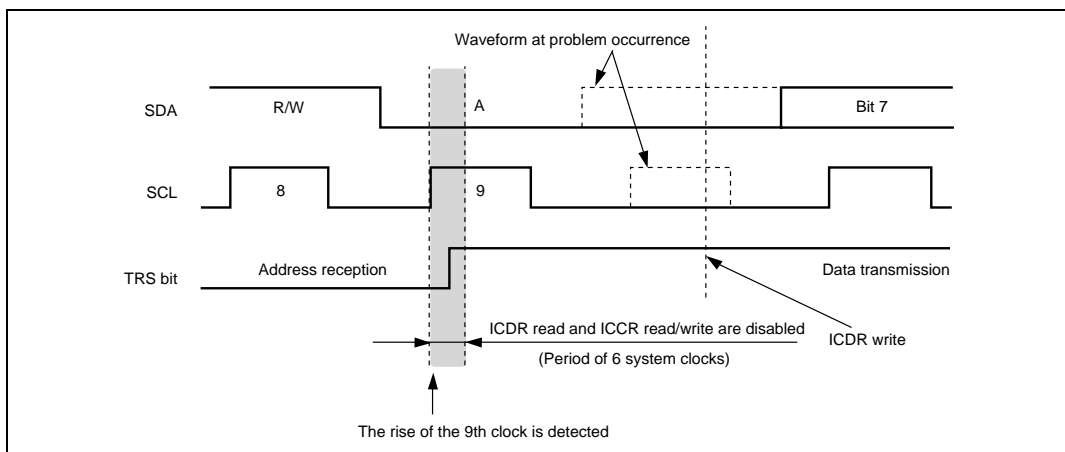 Waveform at problem occurrence
SDA
R/W
A
Bit 7
SCL
8
9
TRS bit
Address reception
Data transmission
ICDR read and ICCR read/write are disabled
(Period of 6 system clocks)
ICDR write
The rise of the 9th clock is detected